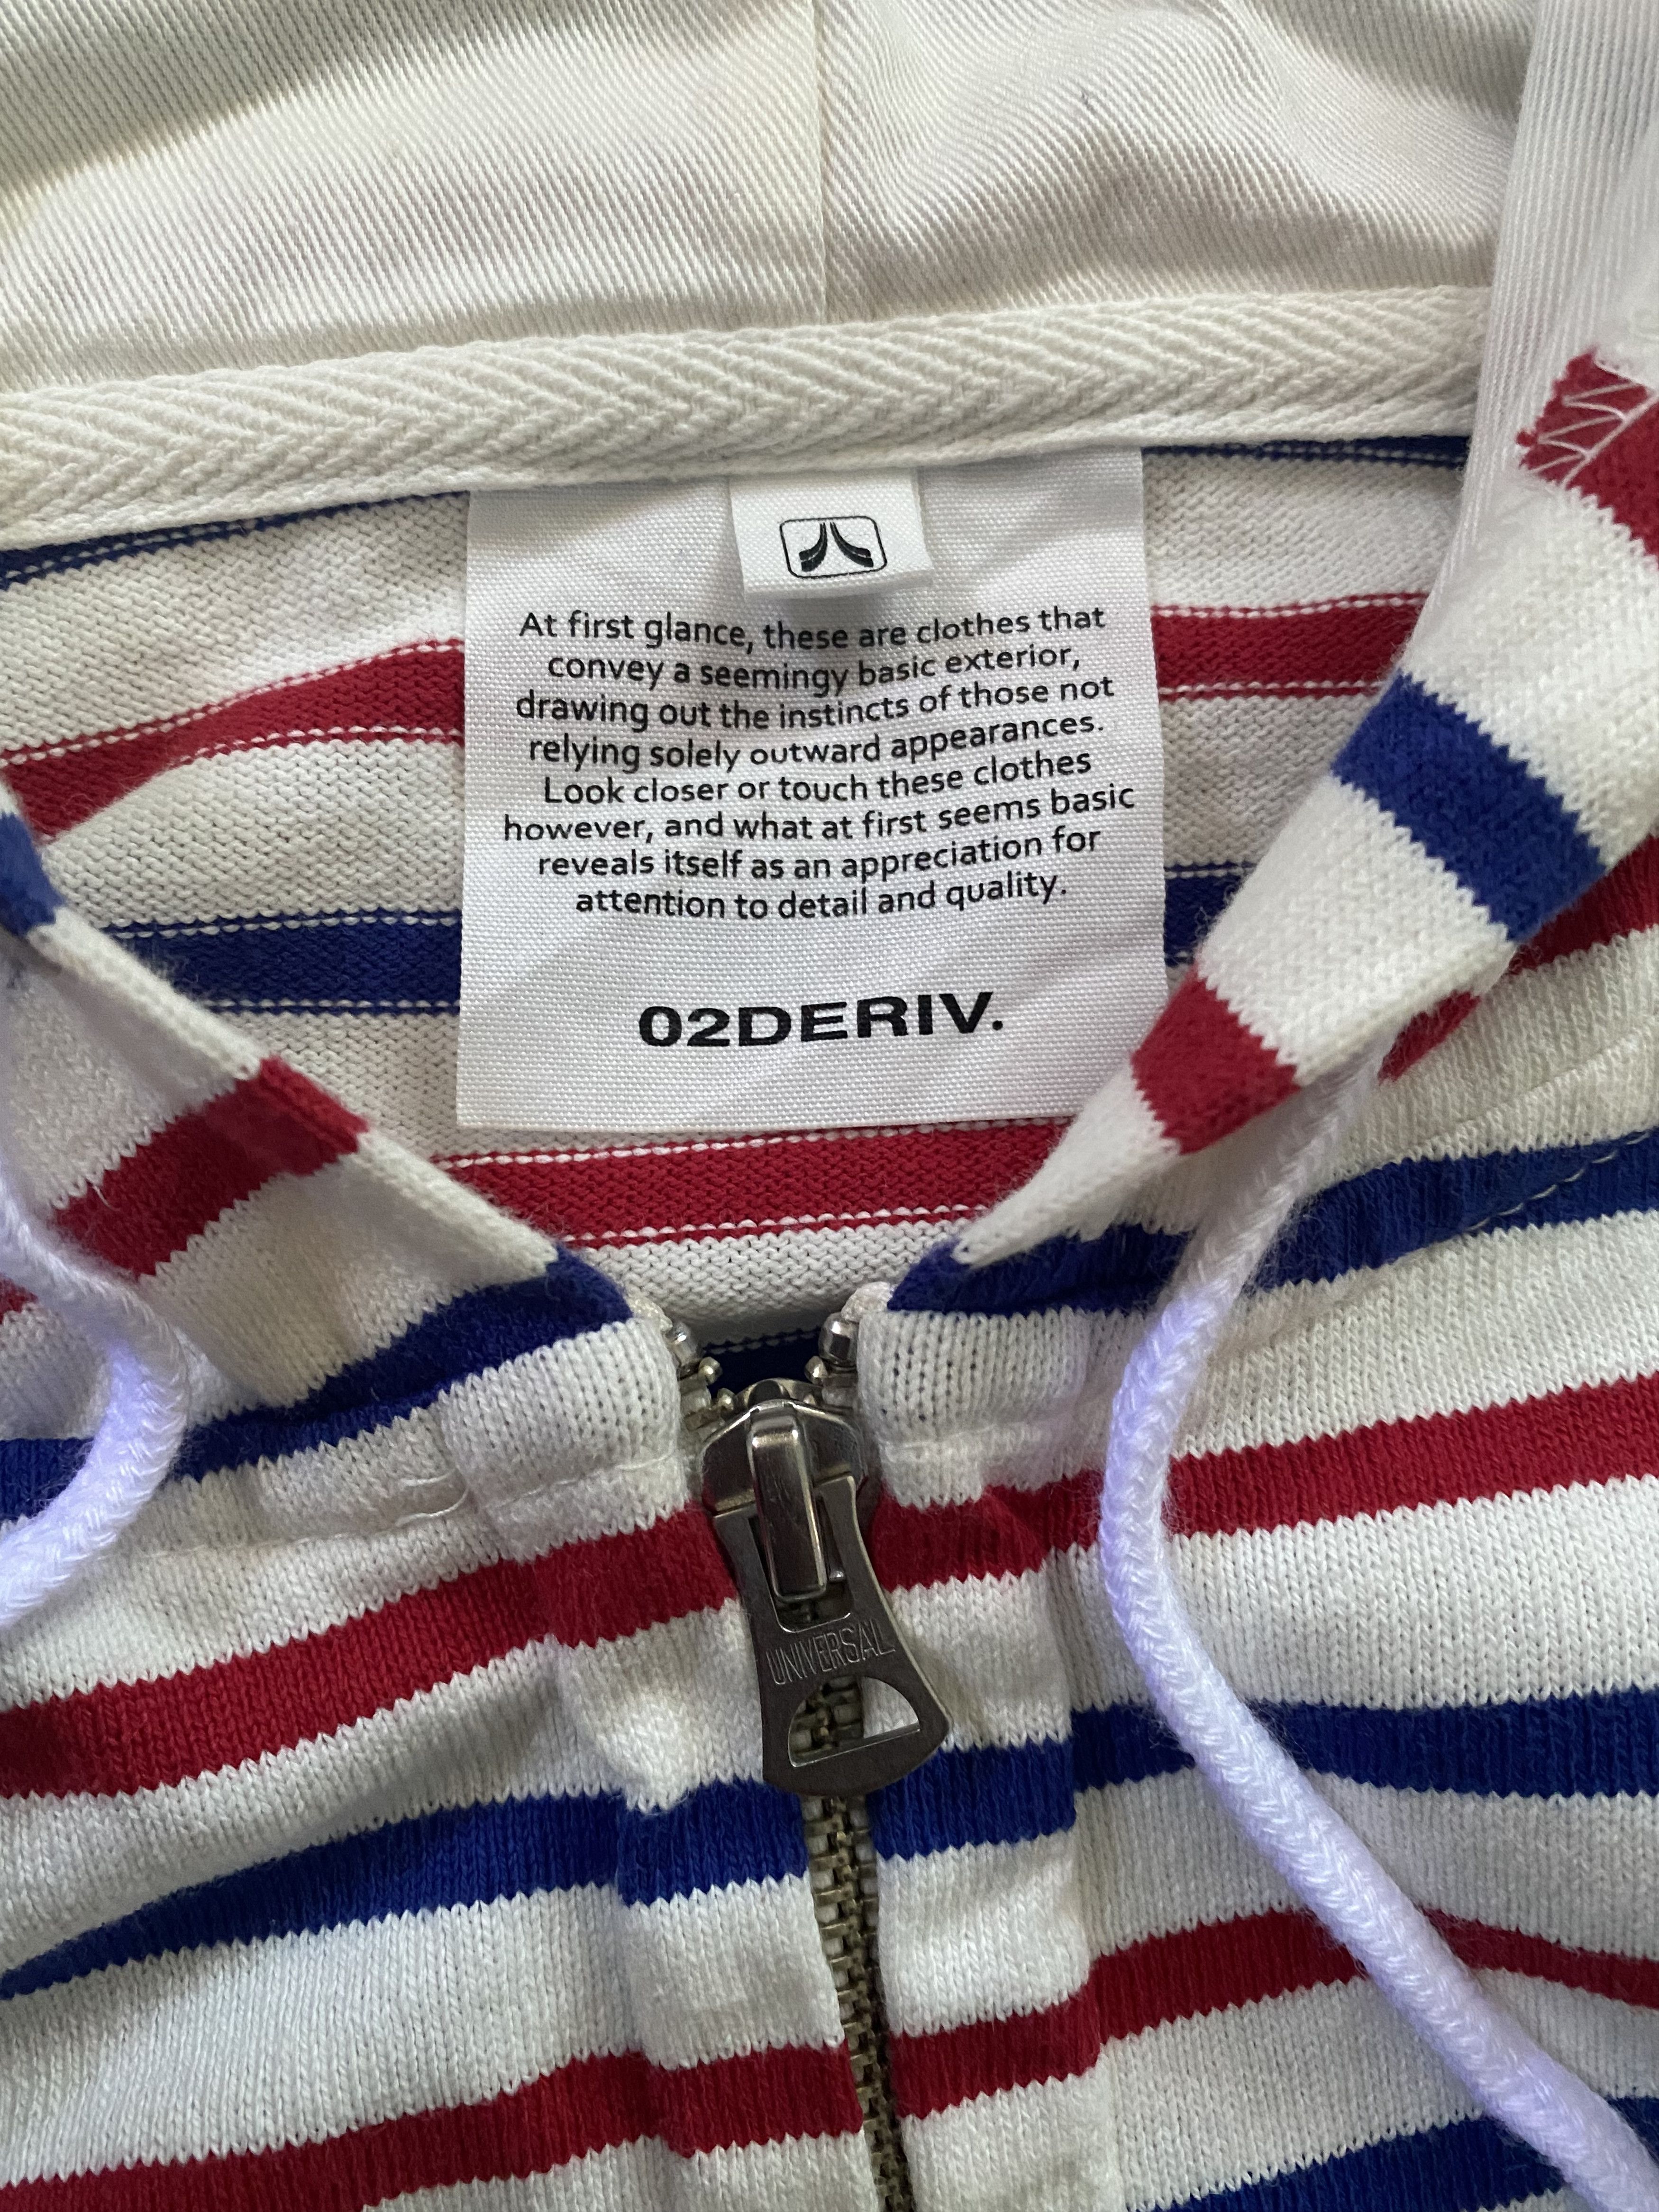 At first glance, these are clothes that
convey a seemingy basic exterior,
drawing out the instincts of those not
relying solely outward appearances.
Look closer or touch these clothes
however, and what at first seems basic
reveals itself as an appreciation for
attention to detail and quality.
02DERIV.
UNIVERSAL